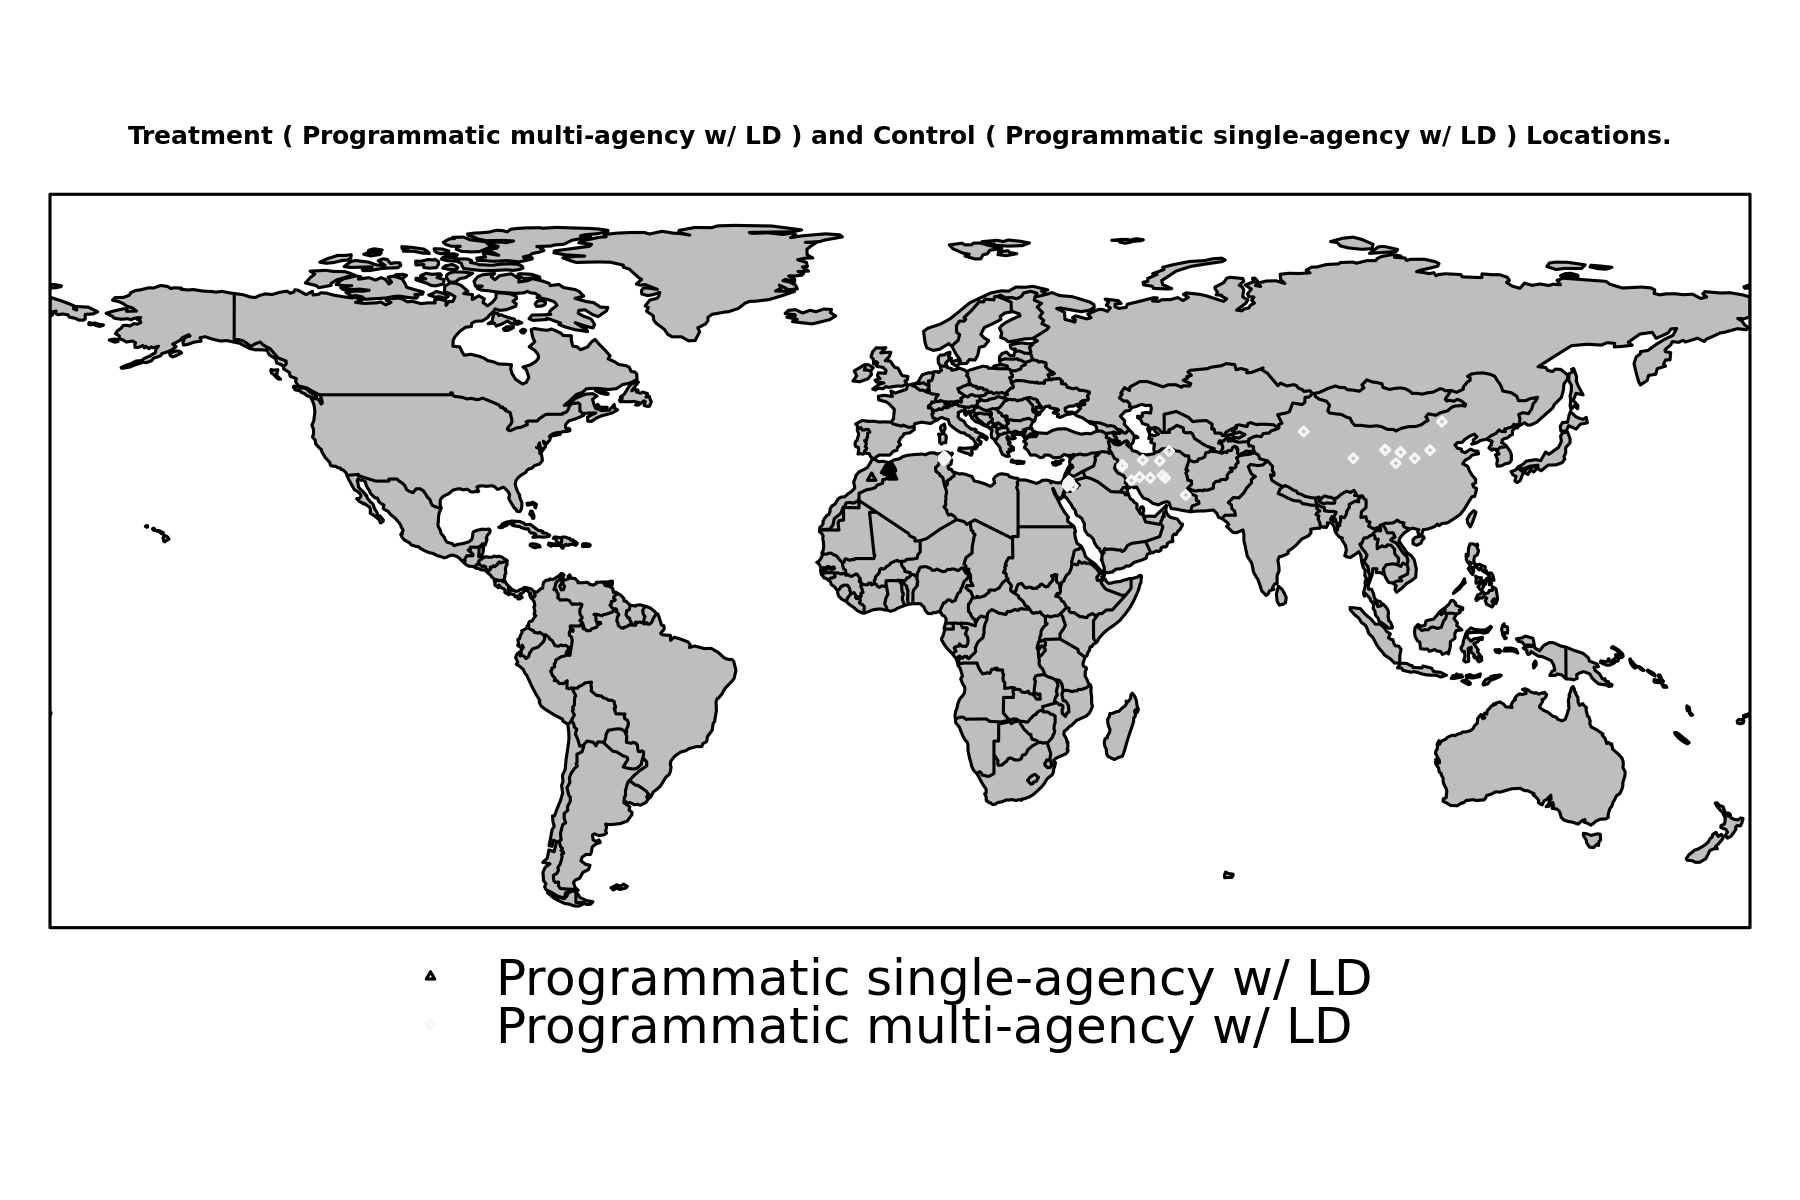 Treatment ( Programmatic multi-agency w/ LD ) and Control ( Programmatic single-agency w/ LD ) Locations.
Programmatic single-agency w/ LD
Programmatic multi-agency w/ LD